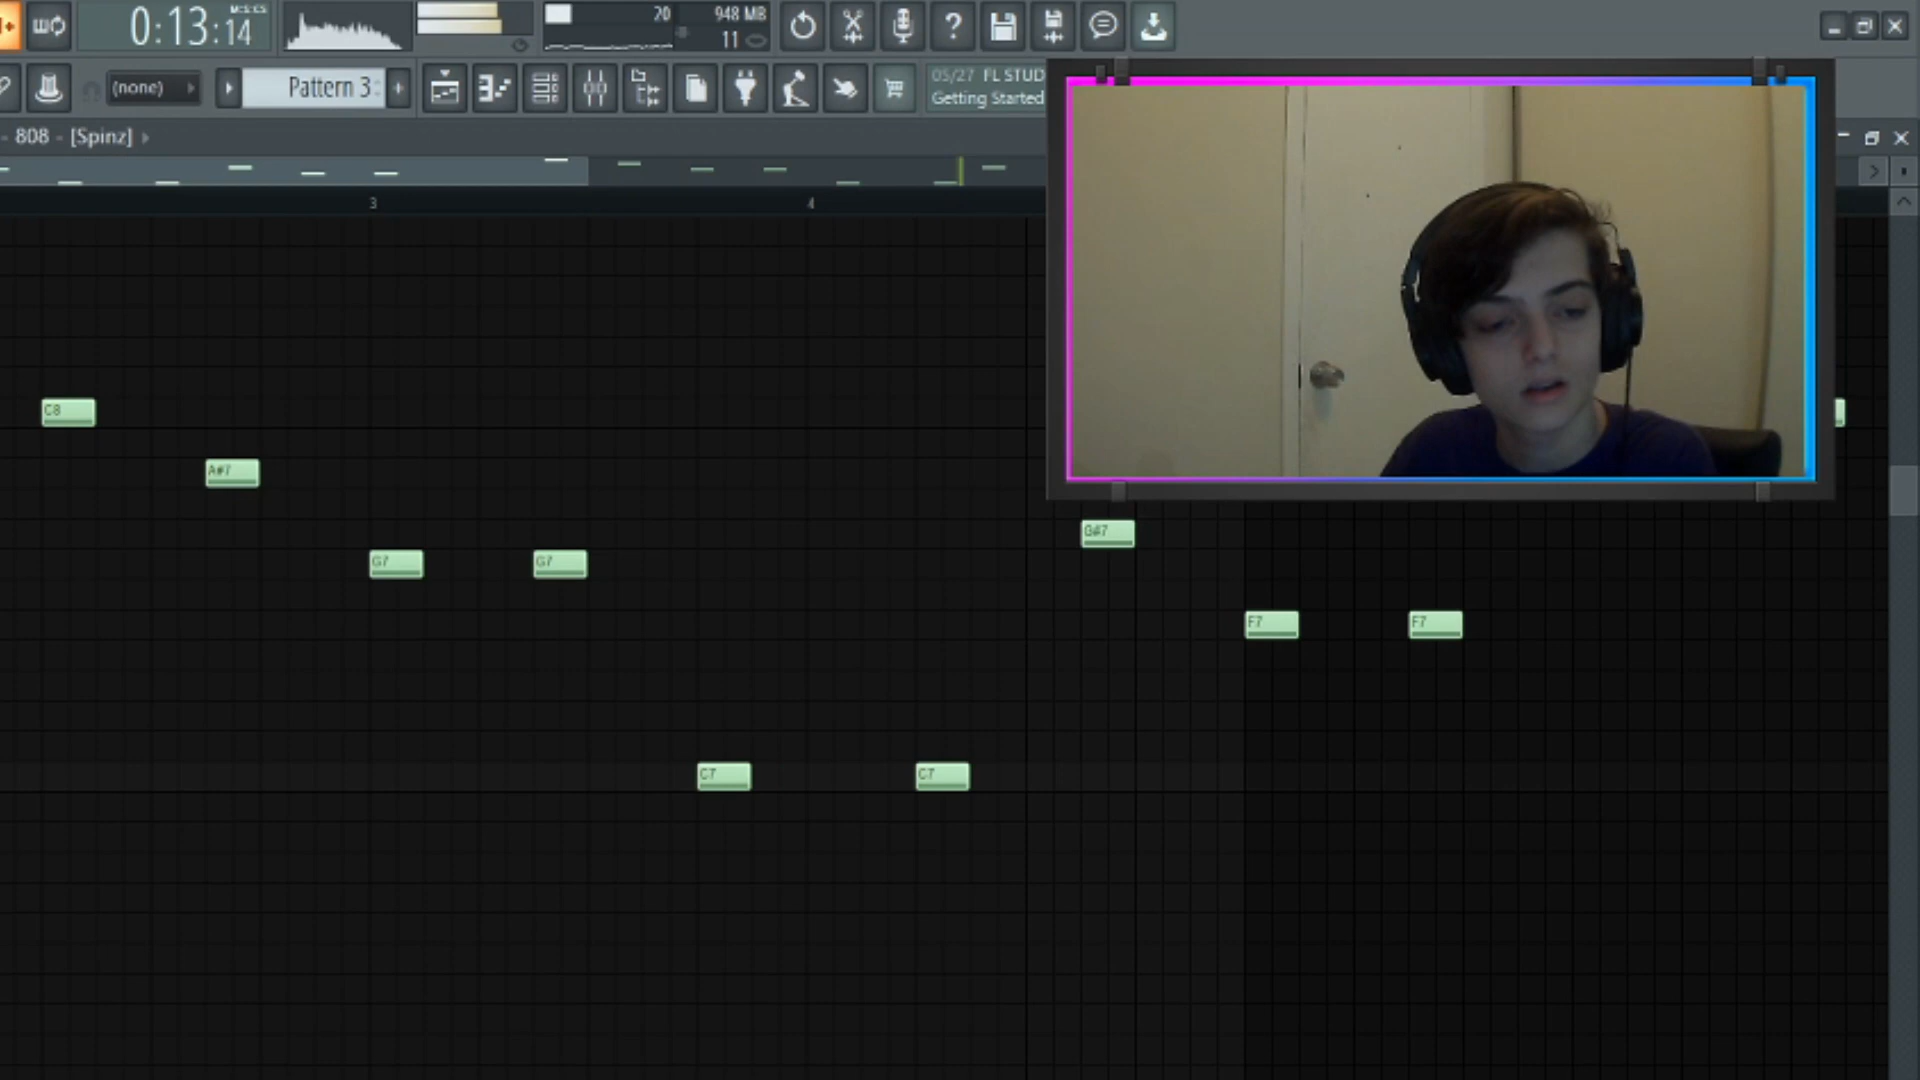 0:13:14
M:S:CS
20
948 MB
11
(none)
Pattern 3
05/27 FL STUD
Getting Started
- 808 - [Spinz]
3
4
C8
A#7
G7
G7
C7
C7
G#7
F7
F7